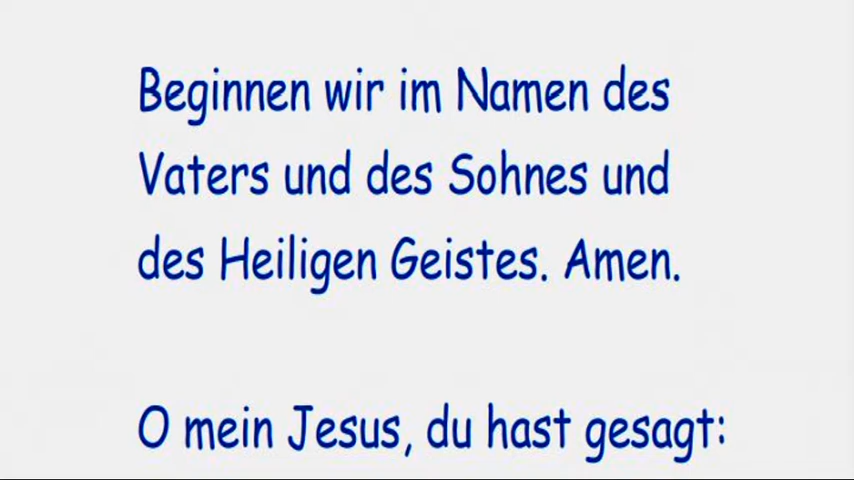 Beginnen wir im Namen des
Vaters und des Sohnes und
des Heiligen Geistes. Amen.
O mein Jesus, du hast gesagt: